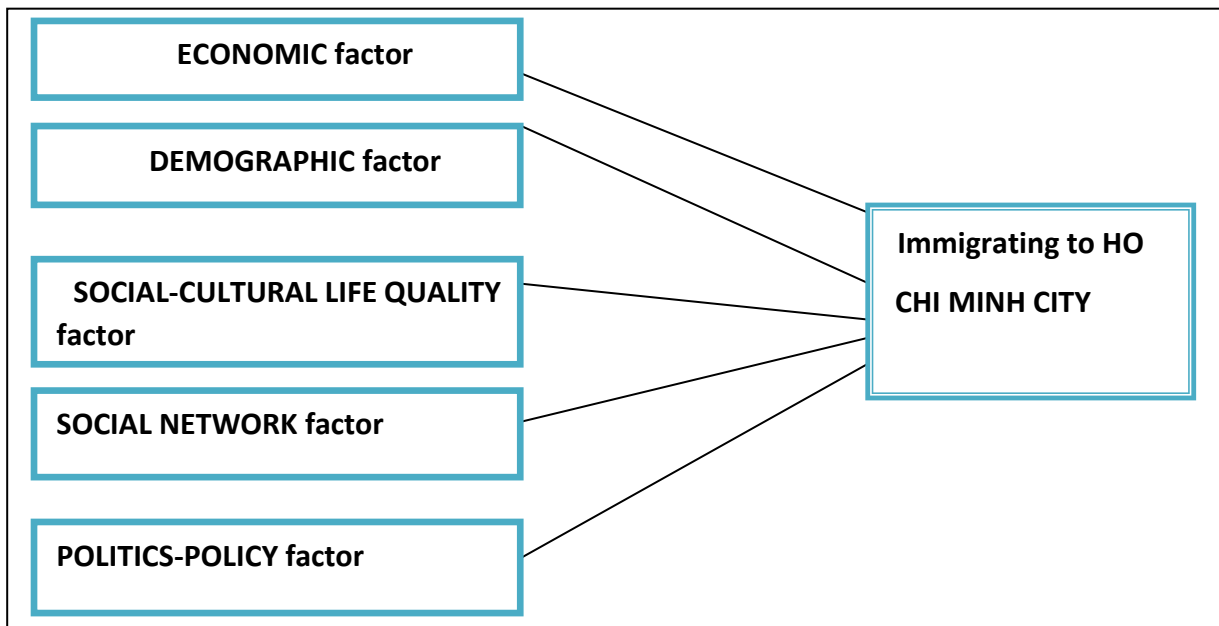 ECONOMIC factor
DEMOGRAPHIC factor
SOCIAL-CULTURAL LIFE QUALITY
factor
SOCIAL NETWORK factor
POLITICS-POLICY factor
Immigrating to HO
CHI MINH CITY